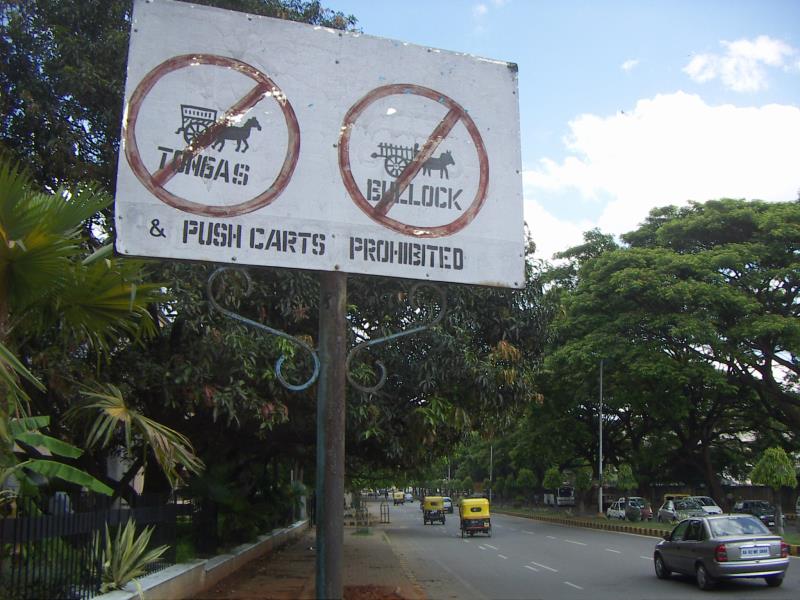 TONGAS
BULLOCK
& PUSH CARTS PROHIBITED